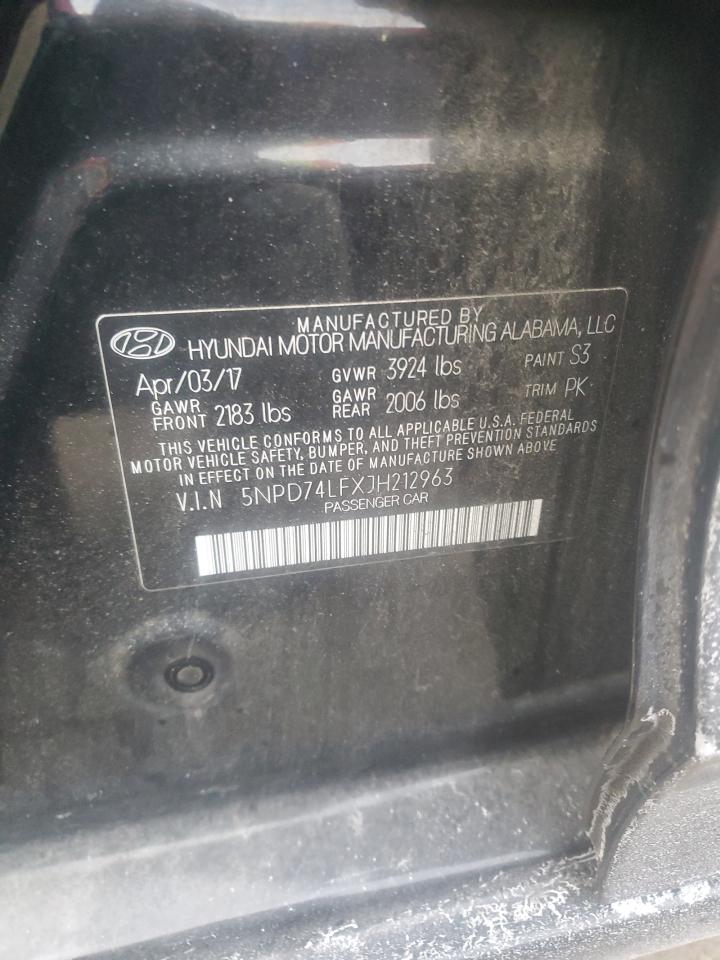 MANUFACTURED BY
HYUNDAI MOTOR MANUFACTURING ALABAMA, LLC
Apr/03/17 GVWR 3924 lbs PAINT S3
GAWR FRONT 2183 lbs GAWR REAR 2006 lbs TRIM PK
THIS VEHICLE CONFORMS TO ALL APPLICABLE U.S.A. FEDERAL
MOTOR VEHICLE SAFETY, BUMPER, AND THEFT PREVENTION STANDARDS
IN EFFECT ON THE DATE OF MANUFACTURE SHOWN ABOVE
V.I.N 5NPD74LFXJH212963
PASSENGER CAR